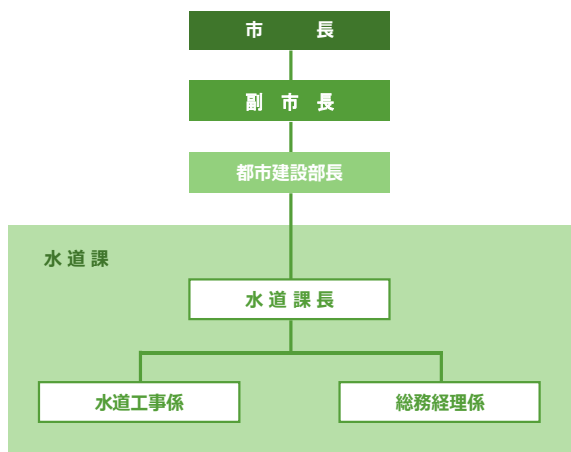 市長
副市長
都市建設部長
水道課
水道課長
水道工事係
総務経理係